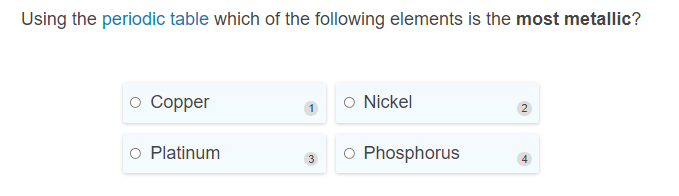 Using the periodic table which of the following elements is the most metallic?
Copper 1 Nickel 2
Platinum 3 Phosphorus 4